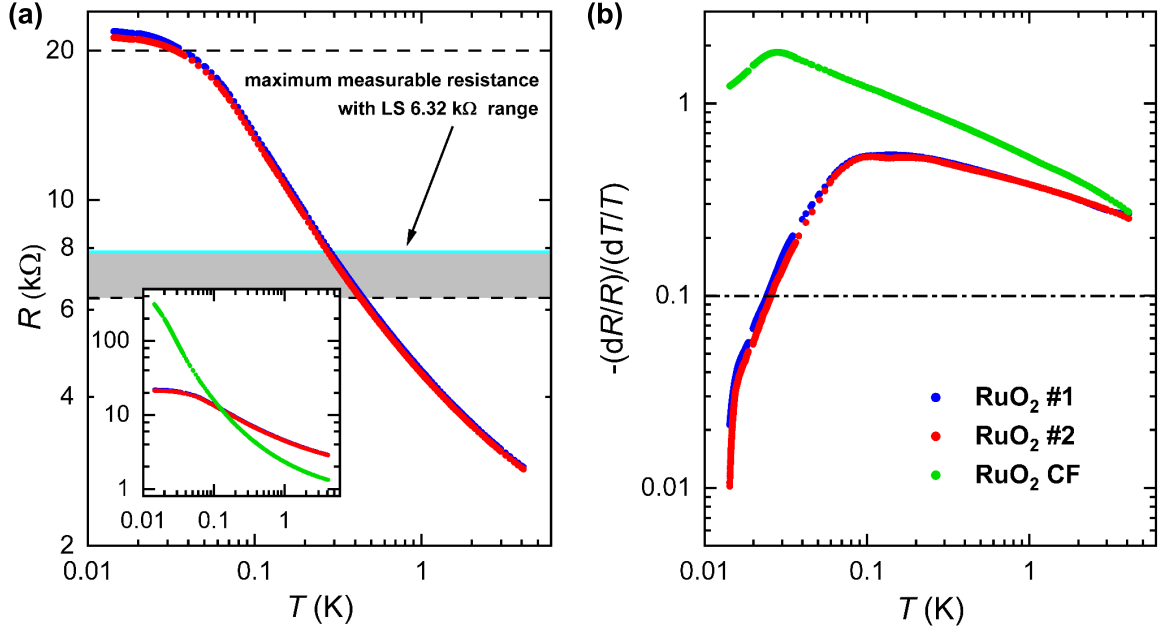 (a)
20
10
8
6
4
2
R (kΩ)
maximum measurable resistance
with LS 6.32 kΩ range
100
10
1
0.01 0.1 1
0.01 0.1 1
T (K)
(b)
1
0.1
0.01
-(dR/R)/(dT/T)
RuO₂ #1
RuO₂ #2
RuO₂ CF
0.01 0.1 1
T (K)